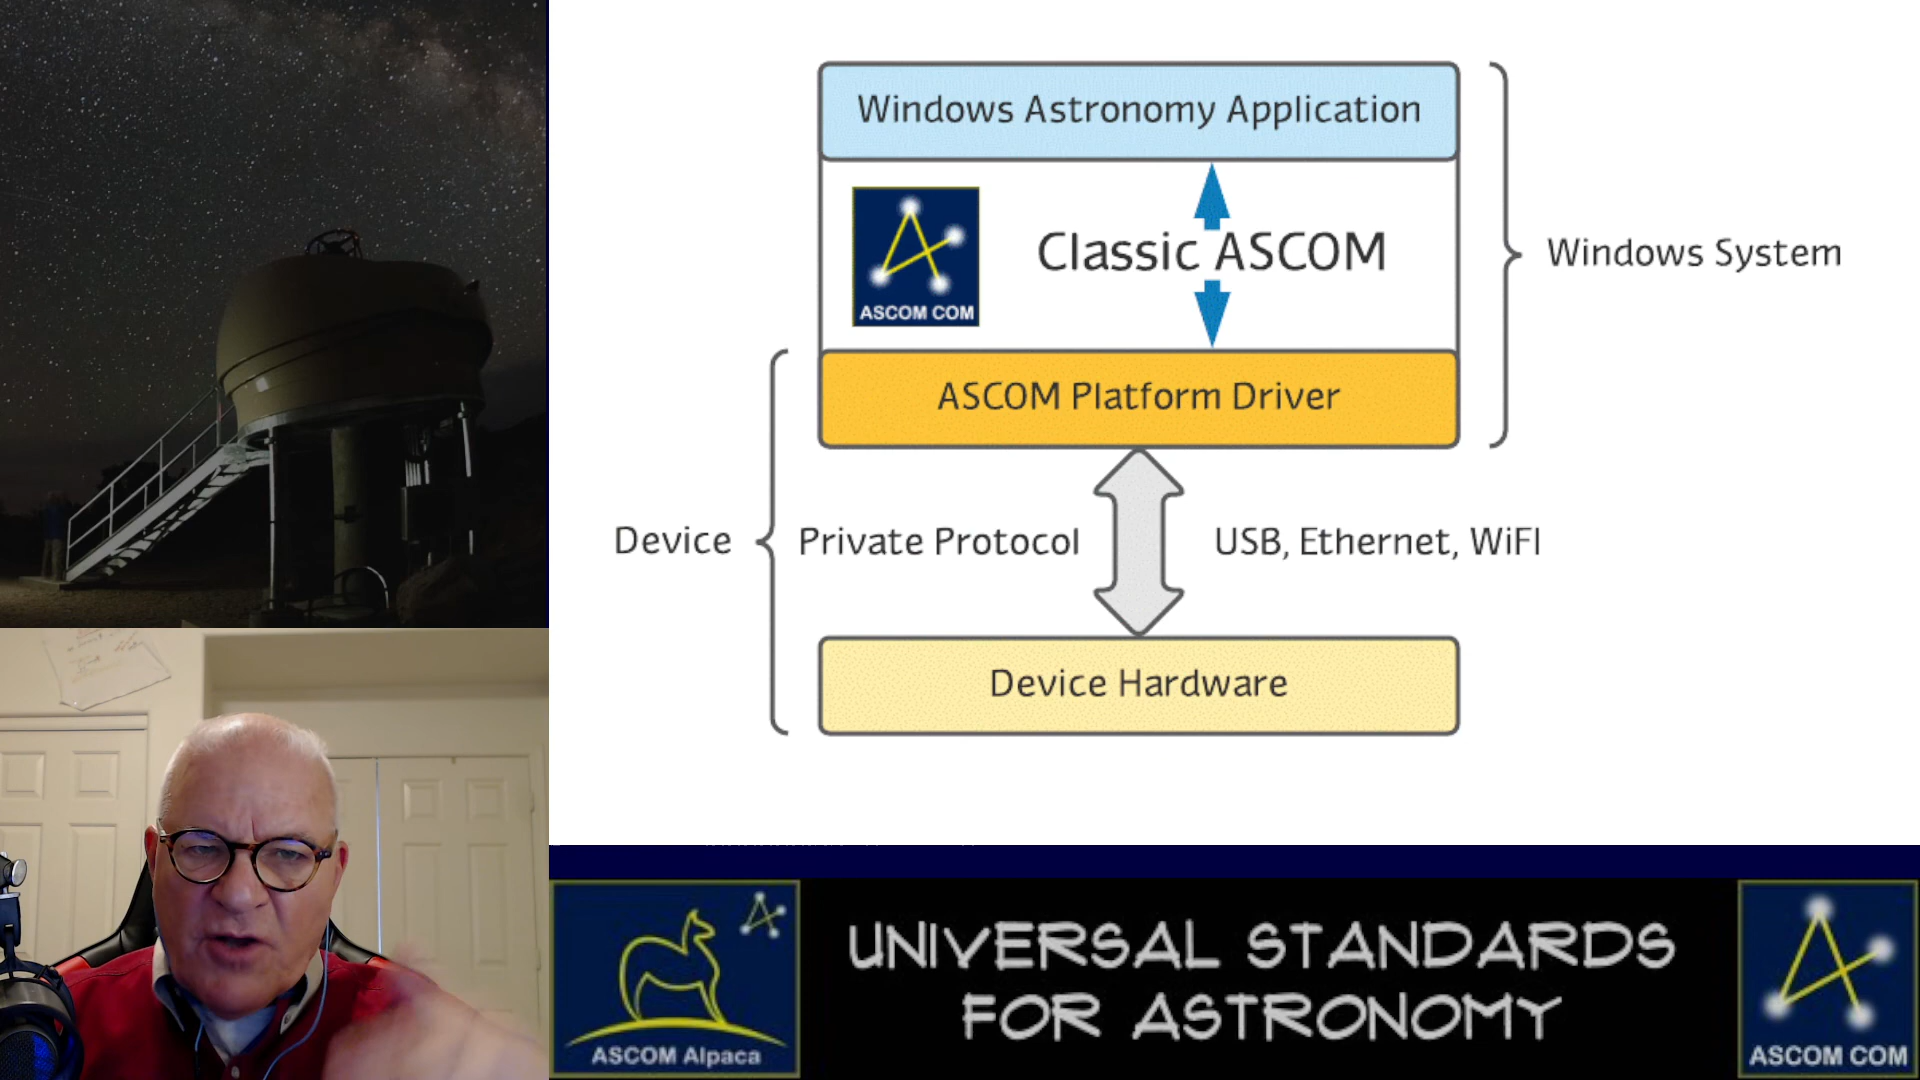 Windows Astronomy Application
Classic ASCOM
ASCOM COM
Windows System
ASCOM Platform Driver
Device
Private Protocol
USB, Ethernet, WiFI
Device Hardware
ASCOM Alpaca
UNIVERSAL STANDARDS
FOR ASTRONOMY
ASCOM COM